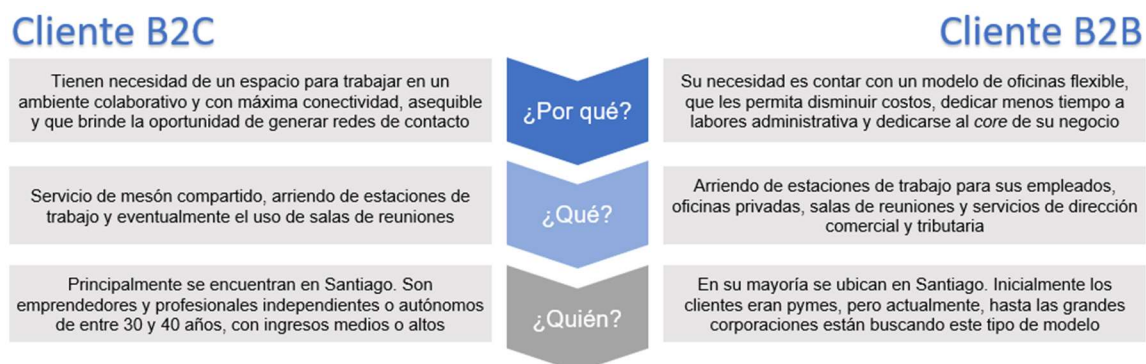 Cliente B2C
Cliente B2B
Tienen necesidad de un espacio para trabajar en un
ambiente colaborativo y con máxima conectividad, asequible
y que brinde la oportunidad de generar redes de contacto
¿Por qué?
Su necesidad es contar con un modelo de oficinas flexible,
que les permita disminuir costos, dedicar menos tiempo a
labores administrativa y dedicarse al core de su negocio
Servicio de mesón compartido, arriendo de estaciones de
trabajo y eventualmente el uso de salas de reuniones
¿Qué?
Arriendo de estaciones de trabajo para sus empleados,
oficinas privadas, salas de reuniones y servicios de dirección
comercial y tributaria
Principalmente se encuentran en Santiago. Son
emprendedores y profesionales independientes o autónomos
de entre 30 y 40 años, con ingresos medios o altos
¿Quién?
En su mayoría se ubican en Santiago. Inicialmente los
clientes eran pymes, pero actualmente, hasta las grandes
corporaciones están buscando este tipo de modelo